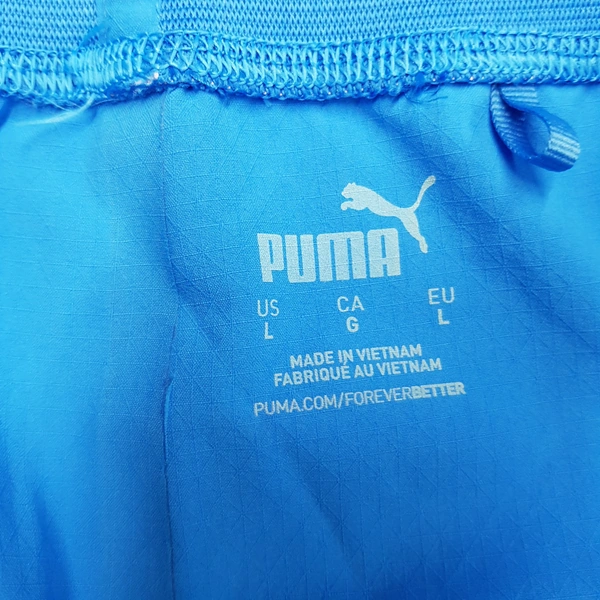 PUMA
US CA EU
L G L
MADE IN VIETNAM
FABRIQUÉ AU VIETNAM
PUMA.COM/FOREVERBETTER